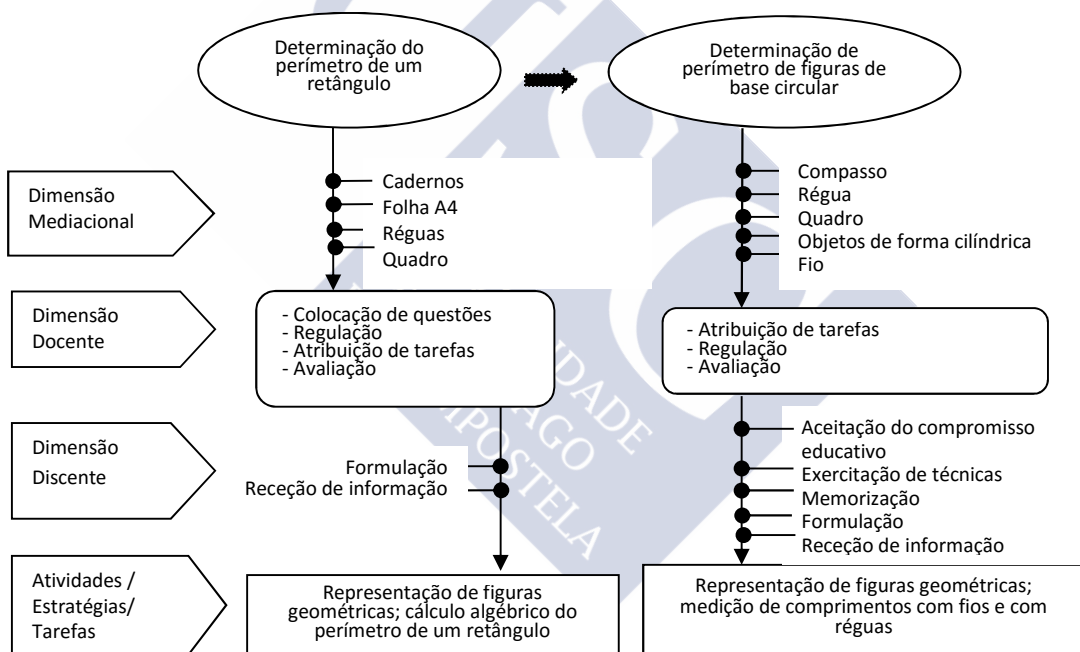 Determinação do
perímetro de um
retângulo
Determinação de
perímetro de figuras de
base circular
Dimensão
Mediacional
Cadernos
Folha A4
Réguas
Quadro
Compasso
Régua
Quadro
Objetos de forma cilíndrica
Fio
Dimensão
Docente
- Colocação de questões
- Regulação
- Atribuição de tarefas
- Avaliação
- Atribuição de tarefas
- Regulação
- Avaliação
Dimensão
Discente
Formulação
Receção de informação
Aceitação do compromisso
educativo
Exercitação de técnicas
Memorização
Formulação
Receção de informação
Atividades /
Estratégias/
Tarefas
Representação de figuras
geométricas; cálculo algébrico do
perímetro de um retângulo
Representação de figuras geométricas;
medição de comprimentos com fios e com
réguas